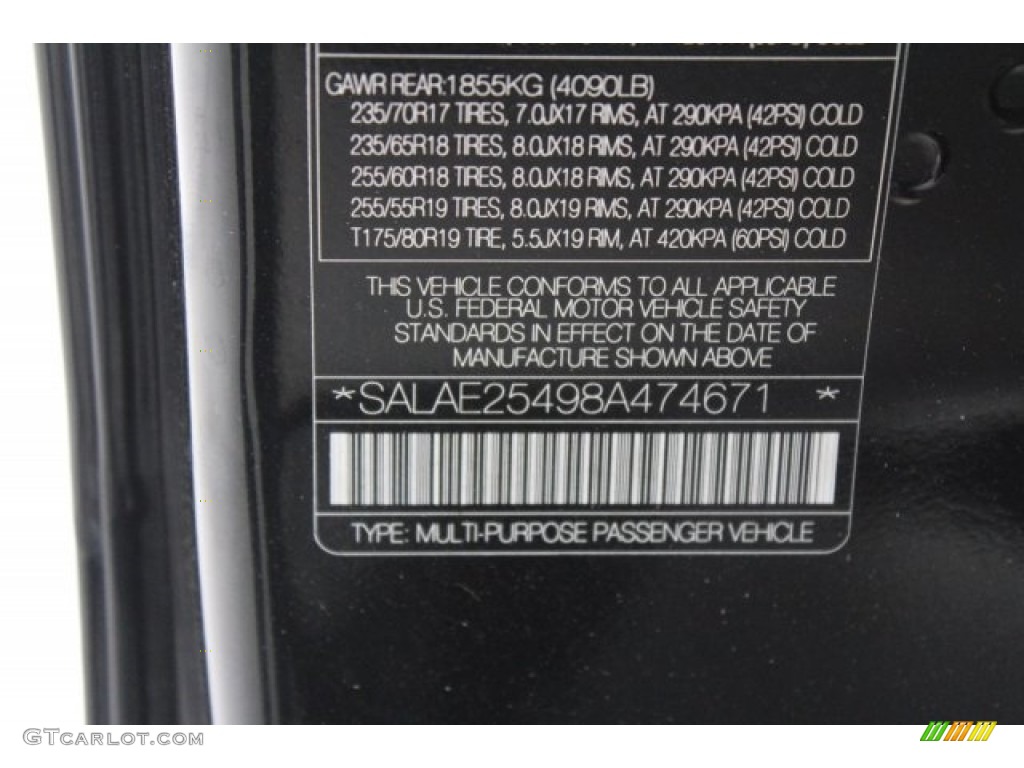 GAWR REAR:1855KG (4090LB)
235/70R17 TIRES, 7.0JX17 RIMS, AT 290KPA (42PSI) COLD
235/65R18 TIRES, 8.0JX18 RIMS, AT 290KPA (42PSI) COLD
255/60R18 TIRES, 8.0JX18 RIMS, AT 290KPA (42PSI) COLD
255/55R19 TIRES, 8.0JX19 RIMS, AT 290KPA (42PSI) COLD
T175/80R19 TIRE, 5.5JX19 RIM, AT 420KPA (60PSI) COLD
THIS VEHICLE CONFORMS TO ALL APPLICABLE
U.S. FEDERAL MOTOR VEHICLE SAFETY
STANDARDS IN EFFECT ON THE DATE OF
MANUFACTURE SHOWN ABOVE
*SALAE25498A474671 *
TYPE: MULTI-PURPOSE PASSENGER VEHICLE
GTCARLOT.COM